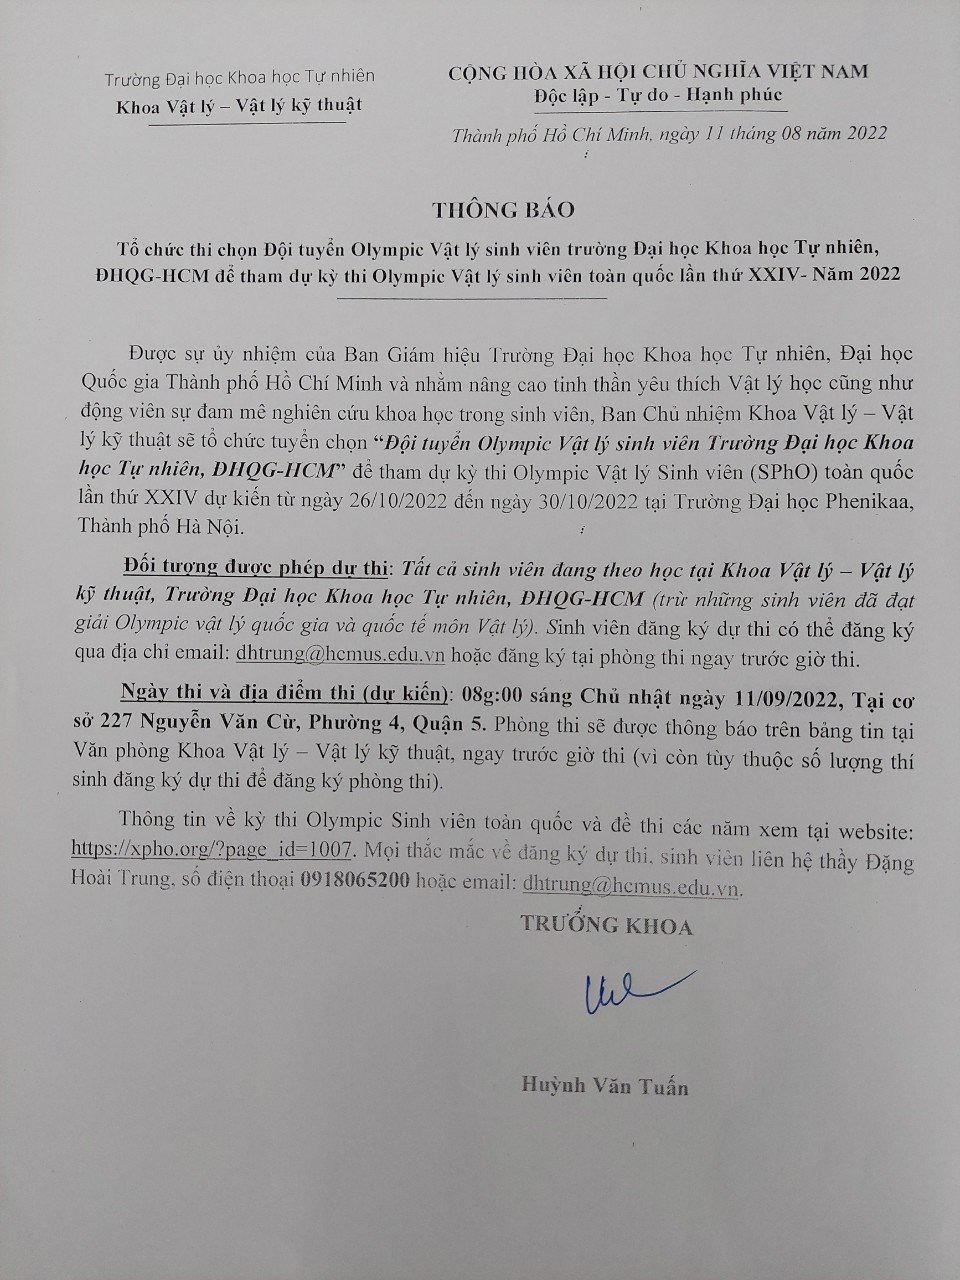 Trường Đại học Khoa học Tự nhiên
Khoa Vật lý – Vật lý kỹ thuật
CỘNG HÒA XÃ HỘI CHỦ NGHĨA VIỆT NAM
Độc lập - Tự do - Hạnh phúc
Thành phố Hồ Chí Minh, ngày 11 tháng 08 năm 2022
THÔNG BÁO
Tổ chức thi chọn Đội tuyển Olympic Vật lý sinh viên trường Đại học Khoa học Tự nhiên,
ĐHQG-HCM để tham dự kỳ thi Olympic Vật lý sinh viên toàn quốc lần thứ XXIV- Năm 2022
Được sự ủy nhiệm của Ban Giám hiệu Trường Đại học Khoa học Tự nhiên, Đại học
Quốc gia Thành phố Hồ Chí Minh và nhằm nâng cao tinh thần yêu thích Vật lý học cũng như
động viên sự đam mê nghiên cứu khoa học trong sinh viên, Ban Chủ nhiệm Khoa Vật lý – Vật
lý kỹ thuật sẽ tổ chức tuyển chọn “Đội tuyển Olympic Vật lý sinh viên Trường Đại học Khoa
học Tự nhiên, ĐHQG-HCM” để tham dự kỳ thi Olympic Vật lý Sinh viên (SPhO) toàn quốc
lần thứ XXIV dự kiến từ ngày 26/10/2022 đến ngày 30/10/2022 tại Trường Đại học Phenikaa,
Thành phố Hà Nội.
Đối tượng được phép dự thi: Tất cả sinh viên đang theo học tại Khoa Vật lý – Vật lý
kỹ thuật, Trường Đại học Khoa học Tự nhiên, ĐHQG-HCM (trừ những sinh viên đã đạt
giải Olympic vật lý quốc gia và quốc tế môn Vật lý). Sinh viên đăng ký dự thi có thể đăng ký
qua địa chỉ email: dhtrung@hcmus.edu.vn hoặc đăng ký tại phòng thi ngay trước giờ thi.
Ngày thi và địa điểm thi (dự kiến): 08g:00 sáng Chủ nhật ngày 11/09/2022, Tại cơ
sở 227 Nguyễn Văn Cừ, Phường 4, Quận 5. Phòng thi sẽ được thông báo trên bảng tin tại
Văn phòng Khoa Vật lý – Vật lý kỹ thuật, ngay trước giờ thi (vì còn tùy thuộc số lượng thí
sinh đăng ký dự thi để đăng ký phòng thi).
Thông tin về kỳ thi Olympic Sinh viên toàn quốc và đề thi các năm xem tại website:
https://xpho.org/?page_id=1007. Mọi thắc mắc về đăng ký dự thi, sinh viên liên hệ thầy Đặng
Hoài Trung, số điện thoại 0918065200 hoặc email: dhtrung@hcmus.edu.vn.
TRƯỞNG KHOA
Huỳnh Văn Tuấn